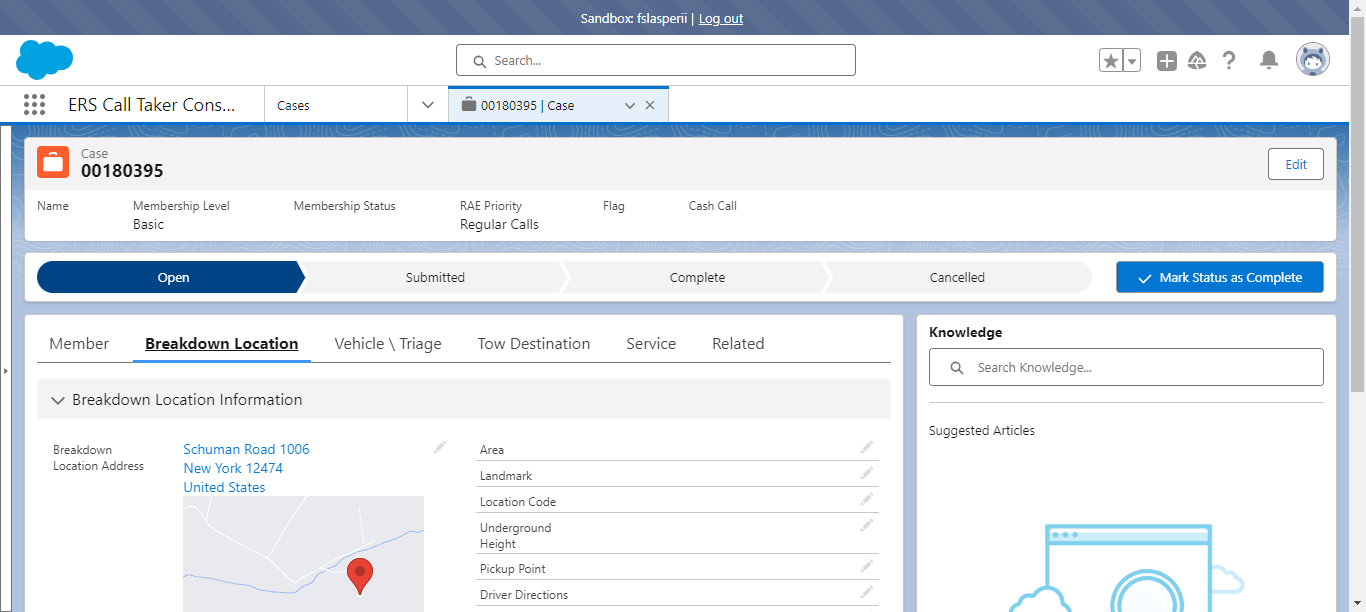 Sandbox: fslasperii | Log out
Search...
ERS Call Taker Cons...
Cases
00180395 | Case
Case
00180395
Edit
Name
Membership Level
Membership Status
RAE Priority
Flag
Cash Call
Basic
Regular Calls
Open
Submitted
Complete
Cancelled
Mark Status as Complete
Member
Breakdown Location
Vehicle \ Triage
Tow Destination
Service
Related
Knowledge
Search Knowledge...
Suggested Articles
Breakdown Location Information
Breakdown
Location Address
Schuman Road 1006
New York 12474
United States
Area
Landmark
Location Code
Underground
Height
Pickup Point
Driver Directions